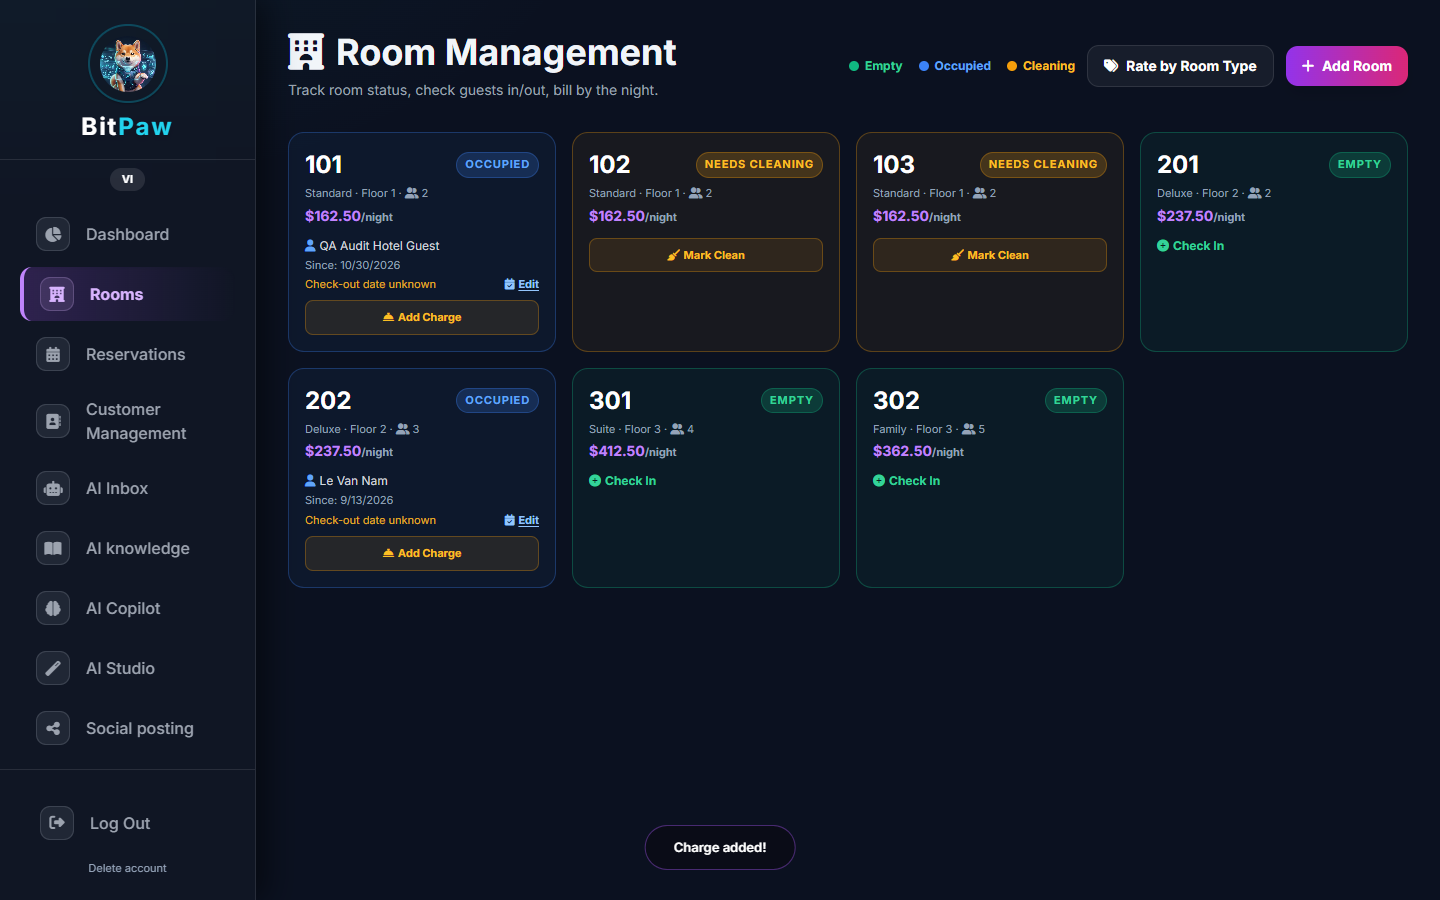 BitPaw
VI
Dashboard
Rooms
Reservations
Customer
Management
AI Inbox
AI knowledge
AI Copilot
AI Studio
Social posting
Log Out
Delete account
Room Management
Track room status, check guests in/out, bill by the night.
Empty
Occupied
Cleaning
Rate by Room Type
Add Room
101
OCCUPIED
Standard · Floor 1 · 2
$162.50/night
QA Audit Hotel Guest
Since: 10/30/2026
Check-out date unknown
Edit
Add Charge
102
NEEDS CLEANING
Standard · Floor 1 · 2
$162.50/night
Mark Clean
103
NEEDS CLEANING
Standard · Floor 1 · 2
$162.50/night
Mark Clean
201
EMPTY
Deluxe · Floor 2 · 2
$237.50/night
Check In
202
OCCUPIED
Deluxe · Floor 2 · 3
$237.50/night
Le Van Nam
Since: 9/13/2026
Check-out date unknown
Edit
Add Charge
301
EMPTY
Suite · Floor 3 · 4
$412.50/night
Check In
302
EMPTY
Family · Floor 3 · 5
$362.50/night
Check In
Charge added!